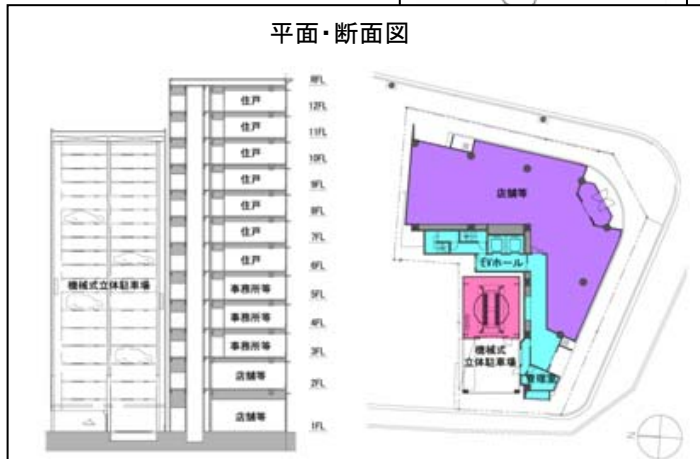 平面・断面図
RFL
住戸
12FL
住戸
11FL
住戸
10FL
住戸
9FL
住戸
8FL
住戸
7FL
住戸
6FL
機械式立体駐車場
事務所等
5FL
事務所等
4FL
事務所等
3FL
店舗等
2FL
店舗等
1FL
店舗等
EVホール
機械式
立体駐車場
管理室
N